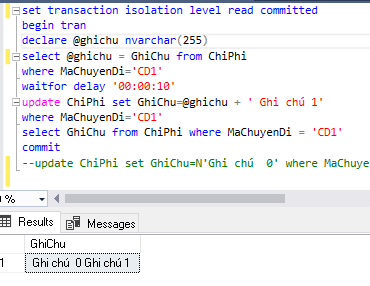 set transaction isolation level read committed
begin tran
declare @ghichu nvarchar(255)
select @ghichu = GhiChu from ChiPhi
where MaChuyenDi='CD1'
waitfor delay '00:00:10'
update ChiPhi set GhiChu=@ghichu + ' Ghi chú 1'
where MaChuyenDi='CD1'
select GhiChu from ChiPhi where MaChuyenDi = 'CD1'
commit
--update ChiPhi set GhiChu=N'Ghi chú  0' where MaChuye
%
Results Messages
GhiChu
1 Ghi chú  0 Ghi chú 1